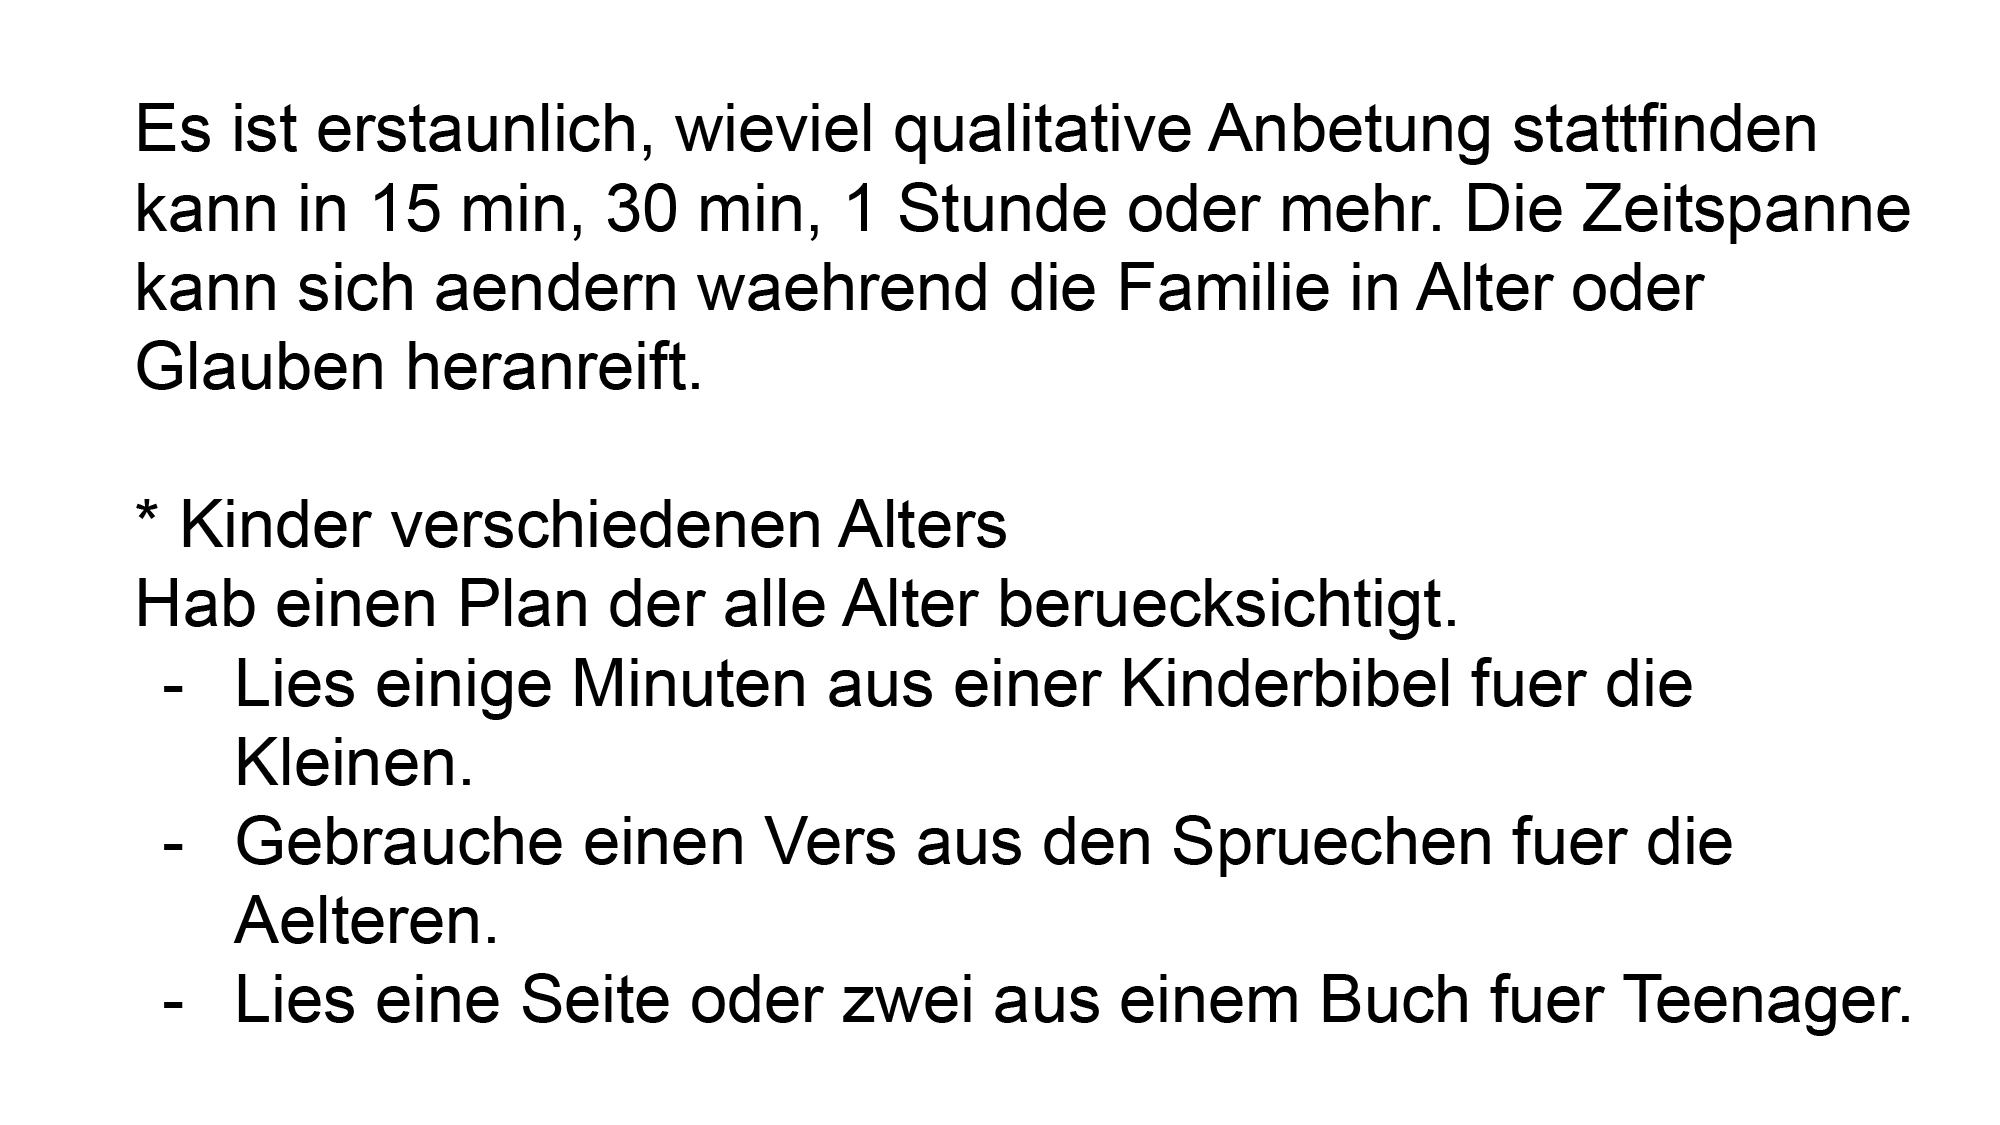 Es ist erstaunlich, wieviel qualitative Anbetung stattfinden
kann in 15 min, 30 min, 1 Stunde oder mehr. Die Zeitspanne
kann sich aendern waehrend die Familie in Alter oder
Glauben heranreift.
* Kinder verschiedenen Alters
Hab einen Plan der alle Alter beruecksichtigt.
- Lies einige Minuten aus einer Kinderbibel fuer die
Kleinen.
- Gebrauche einen Vers aus den Spruechen fuer die
Aelteren.
- Lies eine Seite oder zwei aus einem Buch fuer Teenager.